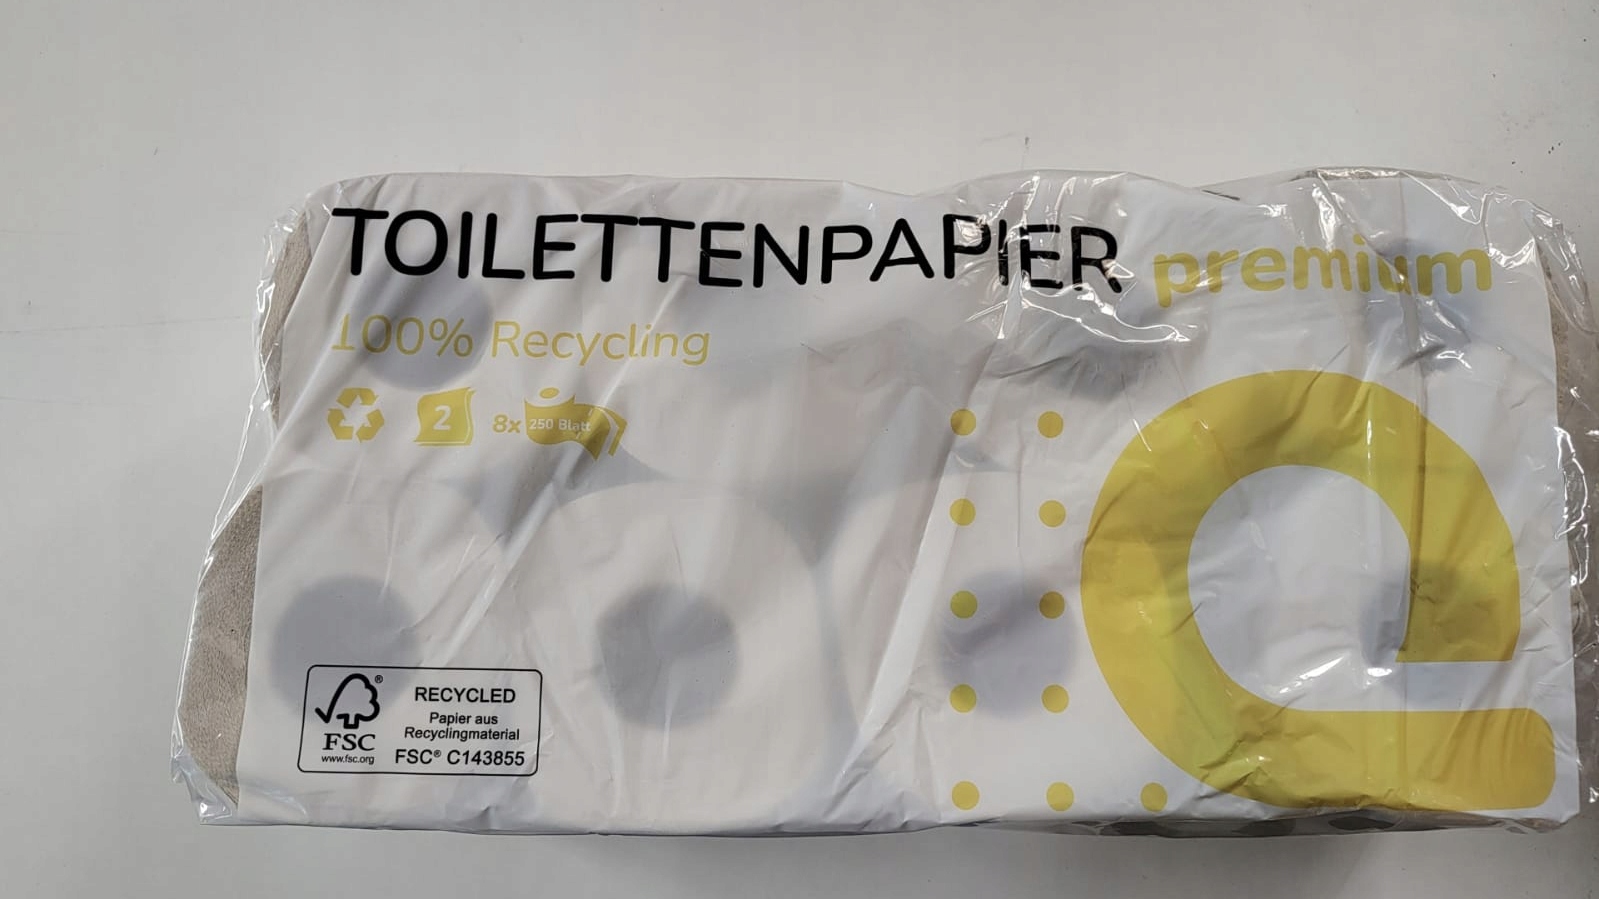 TOILETTENPAPIER premium
100% Recycling
2
8x 250 Blatt
FSC®
www.fsc.org
RECYCLED
Papier aus
Recyclingmaterial
FSC® C143855